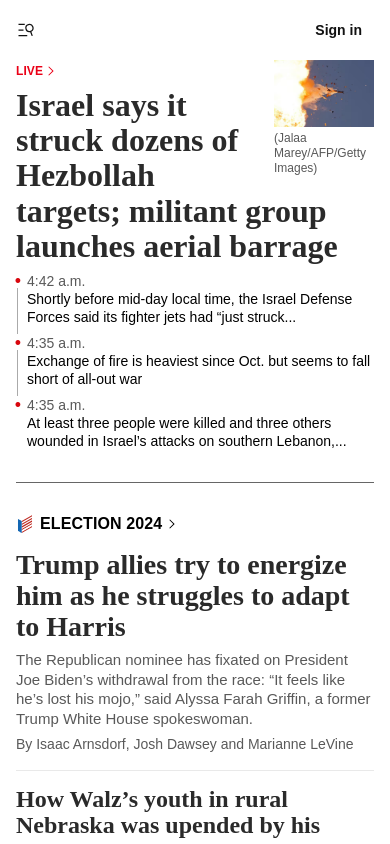 Sign in
LIVE
Israel says it
struck dozens of
Hezbollah
targets; militant group
launches aerial barrage
(Jalaa
Marey/AFP/Getty
Images)
4:42 a.m.
Shortly before mid-day local time, the Israel Defense
Forces said its fighter jets had “just struck...
4:35 a.m.
Exchange of fire is heaviest since Oct. but seems to fall
short of all-out war
4:35 a.m.
At least three people were killed and three others
wounded in Israel’s attacks on southern Lebanon,...
ELECTION 2024
Trump allies try to energize
him as he struggles to adapt
to Harris
The Republican nominee has fixated on President
Joe Biden’s withdrawal from the race: “It feels like
he’s lost his mojo,” said Alyssa Farah Griffin, a former
Trump White House spokeswoman.
By Isaac Arnsdorf, Josh Dawsey and Marianne LeVine
How Walz’s youth in rural
Nebraska was upended by his